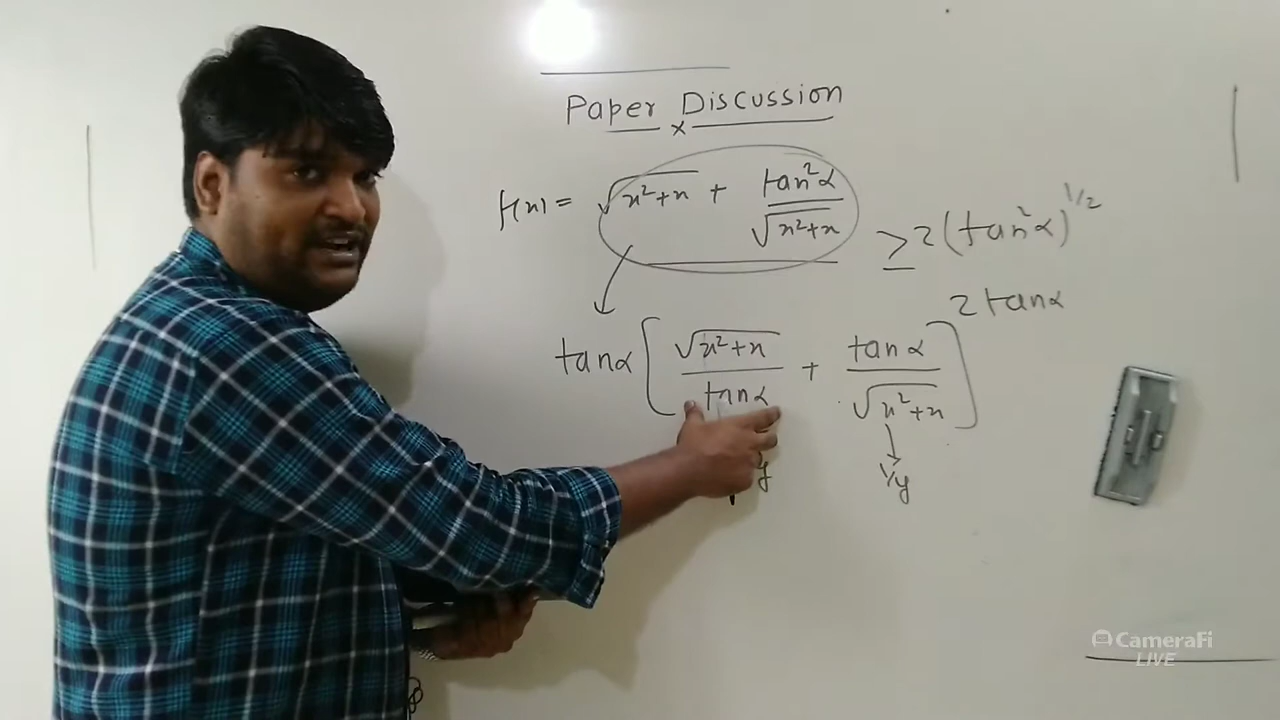 Paper Discussion
x
f(x) = √x²+x + tan²α / √x²+x ≥ 2(tan²α)^1/2
2 tanα
tanα [ √x²+x / tanα + tanα / √x²+x ]
y 1/y
CameraFi
LIVE